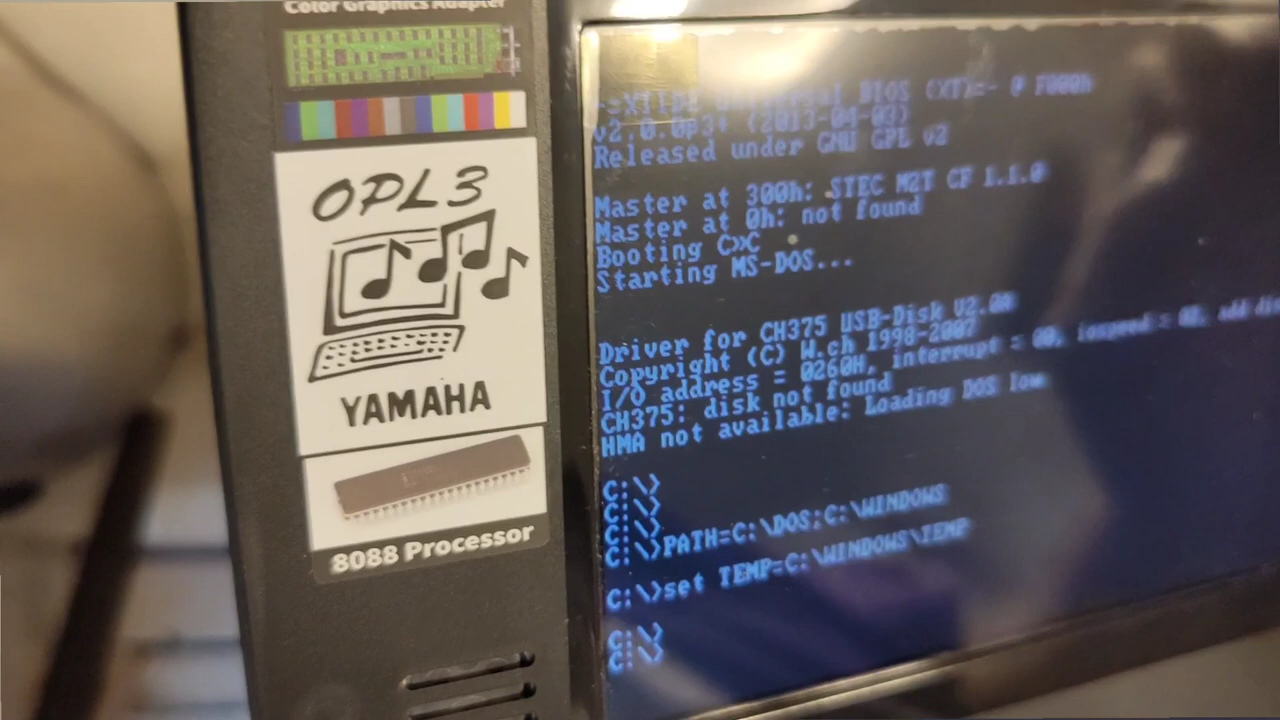 Color Graphics Adapter
OPL3
YAMAHA
8088 Processor
Universal BIOS (XT)=- @
v2.0.0β3+ (2013-04-03)
Released under GNU GPL v2
Master at 300h: STEC M2T CF 1.1.0
Master at 0h: not found
Booting C»C
Starting MS-DOS...
Driver for CH375 USB-Disk
Copyright (C) W.ch 1998-2007
I/O address = 0260H, interrupt =
CH375: disk not found
HMA not available: Loading DOS low
C:\>
C:\>
C:\>
C:\>PATH=C:\DOS;C:\WINDOWS
C:\>set TEMP=C:\WINDOWS\TEMP
C:\>
C:\>